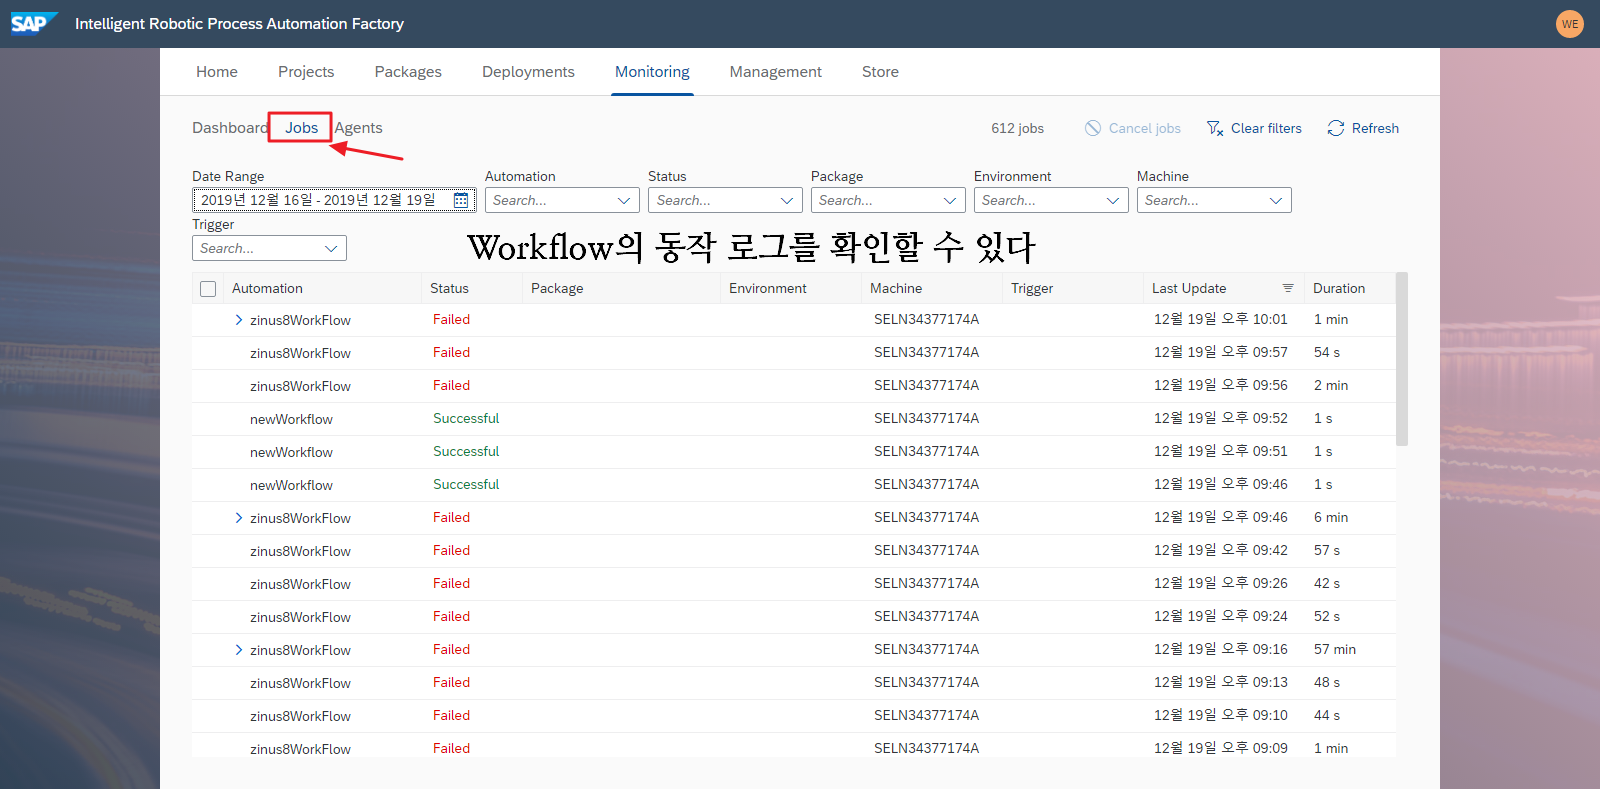 SAP Intelligent Robotic Process Automation Factory WE
Home Projects Packages Deployments Monitoring Management Store
Dashboard Jobs Agents 612 jobs Cancel jobs Clear filters Refresh
Date Range Automation Status Package Environment Machine
2019년 12월 16일 - 2019년 12월 19일 Search... Search... Search... Search... Search...
Trigger
Search...
Workflow의 동작 로그를 확인할 수 있다
Automation Status Package Environment Machine Trigger Last Update Duration
zinus8WorkFlow Failed SELN34377174A 12월 19일 오후 10:01 1 min
zinus8WorkFlow Failed SELN34377174A 12월 19일 오후 09:57 54 s
zinus8WorkFlow Failed SELN34377174A 12월 19일 오후 09:56 2 min
newWorkflow Successful SELN34377174A 12월 19일 오후 09:52 1 s
newWorkflow Successful SELN34377174A 12월 19일 오후 09:51 1 s
newWorkflow Successful SELN34377174A 12월 19일 오후 09:46 1 s
zinus8WorkFlow Failed SELN34377174A 12월 19일 오후 09:46 6 min
zinus8WorkFlow Failed SELN34377174A 12월 19일 오후 09:42 57 s
zinus8WorkFlow Failed SELN34377174A 12월 19일 오후 09:26 42 s
zinus8WorkFlow Failed SELN34377174A 12월 19일 오후 09:24 52 s
zinus8WorkFlow Failed SELN34377174A 12월 19일 오후 09:16 57 min
zinus8WorkFlow Failed SELN34377174A 12월 19일 오후 09:13 48 s
zinus8WorkFlow Failed SELN34377174A 12월 19일 오후 09:10 44 s
zinus8WorkFlow Failed SELN34377174A 12월 19일 오후 09:09 1 min